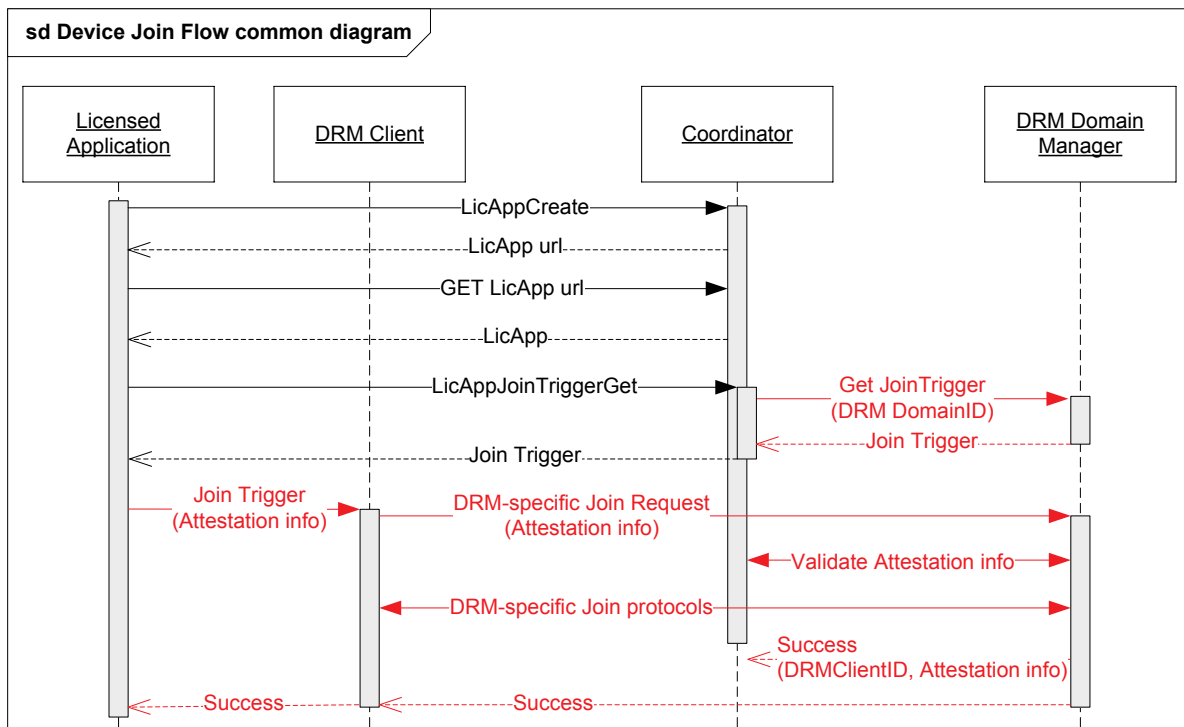 sd Device Join Flow common diagram
Licensed
Application
DRM Client
Coordinator
DRM Domain
Manager
LicAppCreate
LicApp url
GET LicApp url
LicApp
LicAppJoinTriggerGet
Get JoinTrigger
(DRM DomainID)
Join Trigger
Join Trigger
Join Trigger
(Attestation info)
DRM-specific Join Request
(Attestation info)
Validate Attestation info
DRM-specific Join protocols
Success
(DRMClientID, Attestation info)
Success
Success